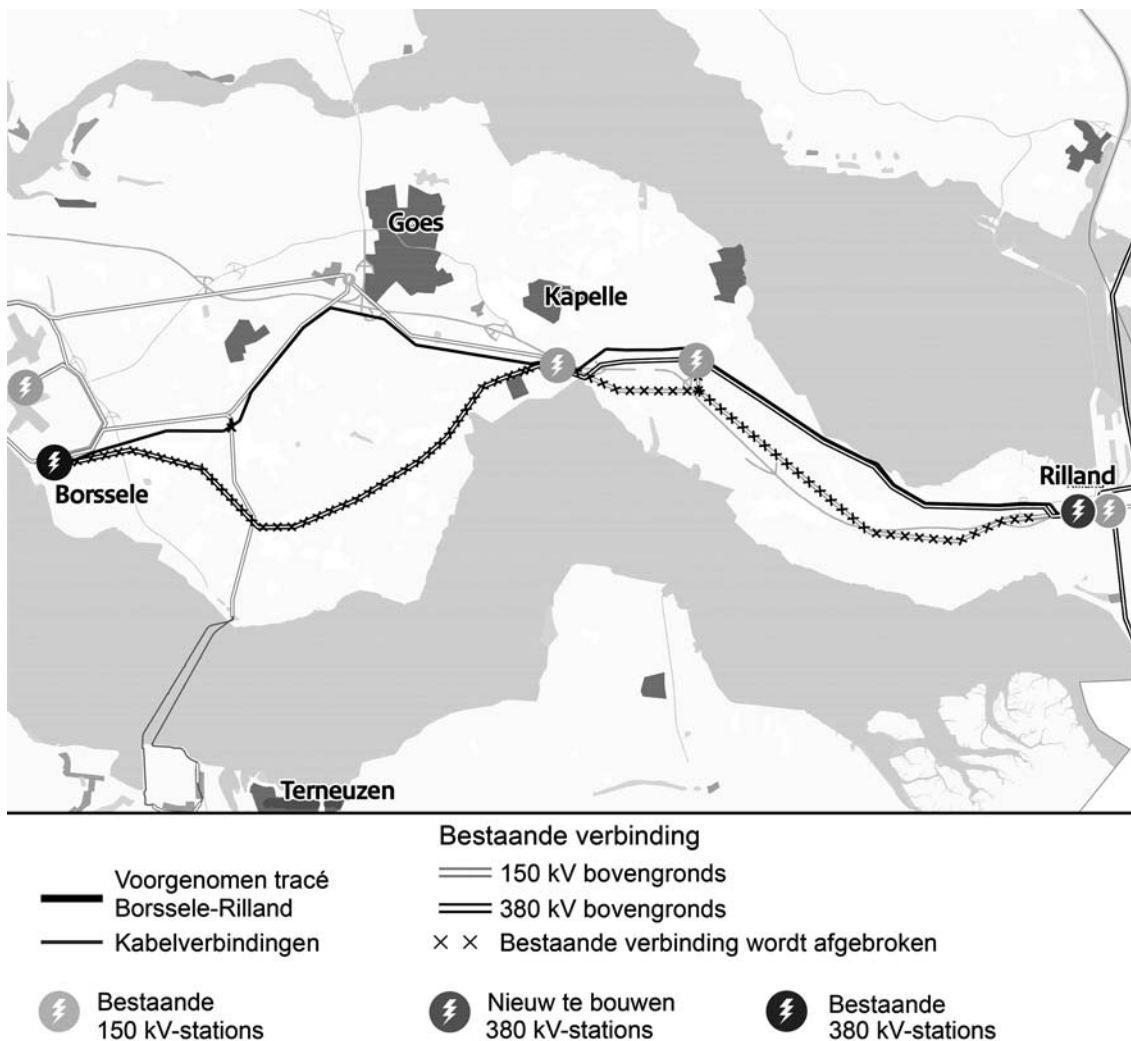 Goes
Kapelle
Borssele
Rilland
Terneuzen
Bestaande verbinding
Voorgenomen tracé
Borssele-Rilland
Kabelverbindingen
150 kV bovengronds
380 kV bovengronds
Bestaande verbinding wordt afgebroken
Bestaande
150 kV-stations
Nieuw te bouwen
380 kV-stations
Bestaande
380 kV-stations